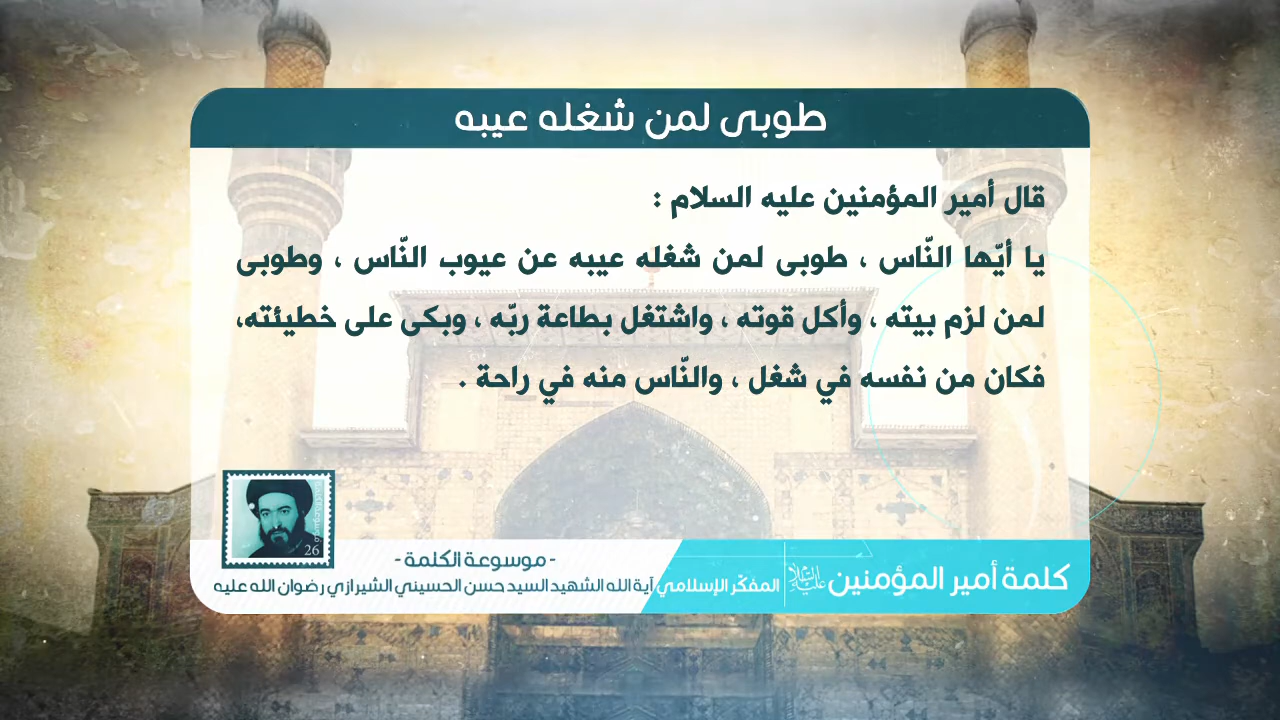 طوبى لمن شغله عيبه
قال أمير المؤمنين عليه السلام :
يا أيّها النّاس ، طوبى لمن شغله عيبه عن عيوب النّاس ، وطوبى
لمن لزم بيته ، وأكل قوته ، واشتغل بطاعة ربّه ، وبكى على خطيئته،
فكان من نفسه في شغل ، والنّاس منه في راحة .
كلمة أمير المؤمنين عليه السلام
- موسوعة الكلمة -
المفكّر الإسلامي آية الله الشهيد السيد حسن الحسيني الشيرازي رضوان الله عليه
26